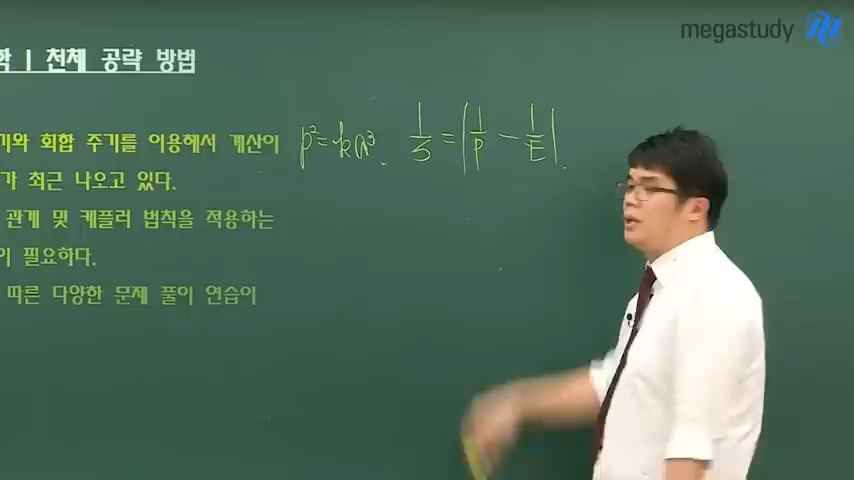 megastudy
학 | 천체 공략 방법
기와 회합 주기를 이용해서 계산이
가 최근 나오고 있다.
관계 및 케플러 법칙을 적용하는
이 필요하다.
따른 다양한 문제 풀이 연습이
p²=ka³. 1/S = |1/P - 1/E|.